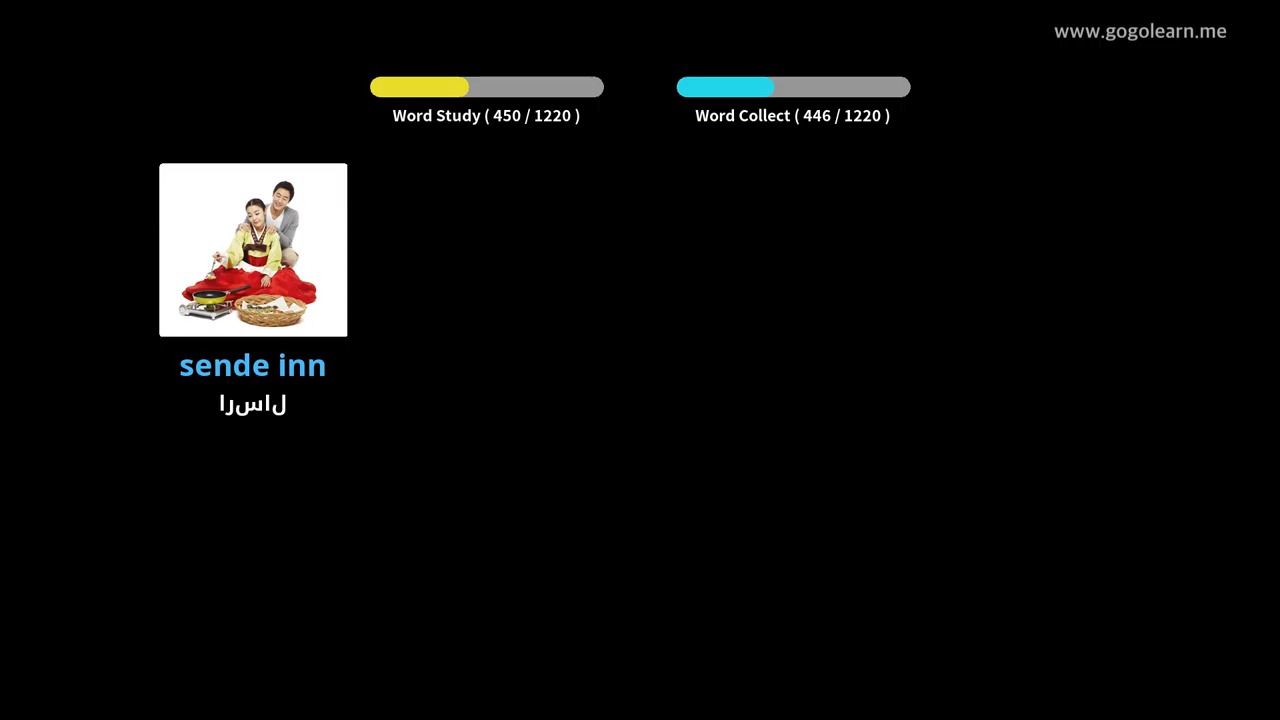 www.gogolearn.me
Word Study ( 450 / 1220 )
Word Collect ( 446 / 1220 )
sende inn
ارسال